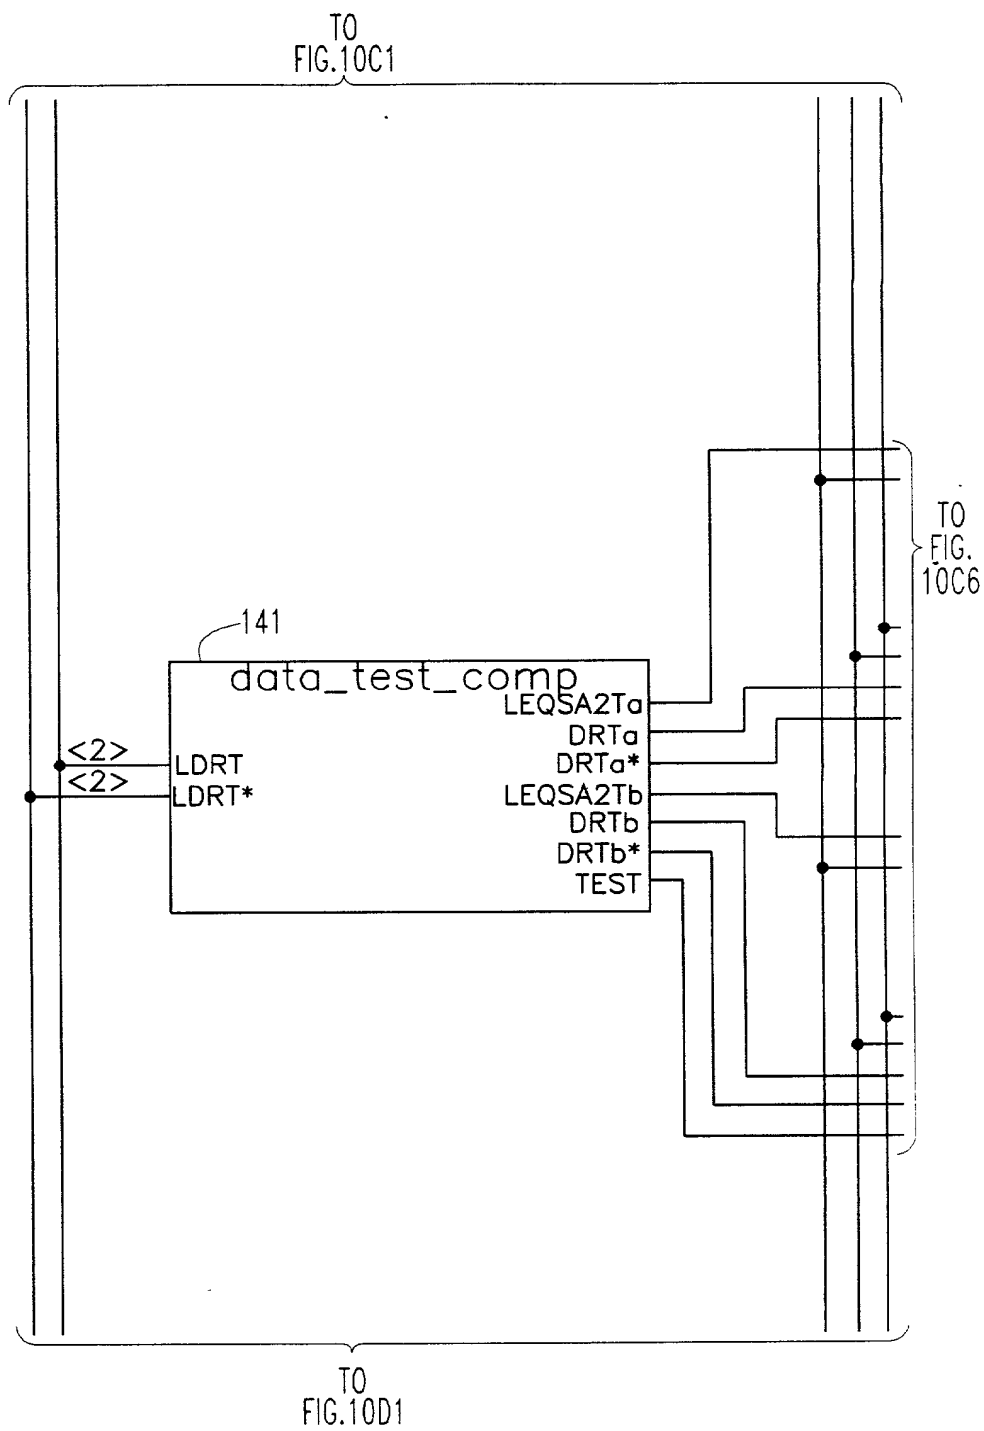 TO
FIG.10C1
TO
FIG.
10C6
141
data_test_comp
LEQSA2Ta
DRTa
<2>
LDRT
DRTa*
<2>
LDRT*
LEQSA2Tb
DRTb
DRTb*
TEST
TO
FIG.10D1